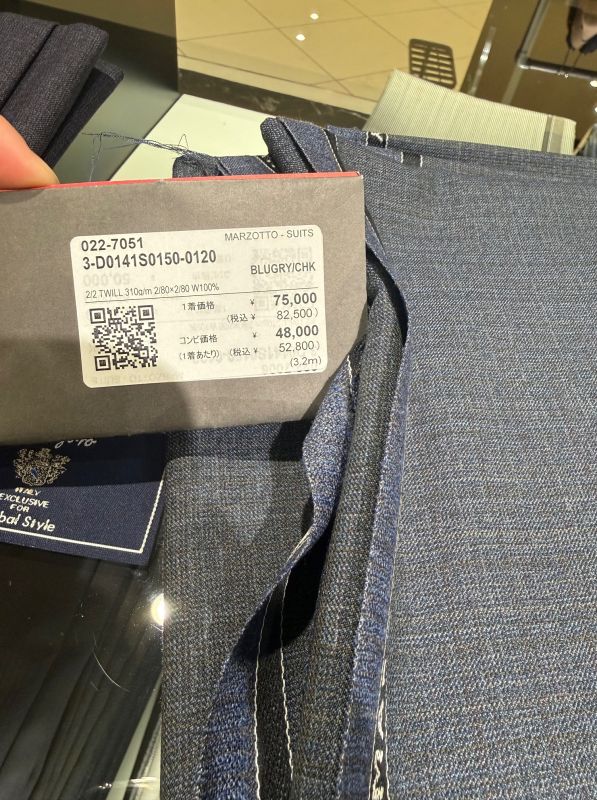 022-7051
MARZOTTO - SUITS
3-D0141S0150-0120
BLUGRY/CHK
2/2 TWILL 310g/m 2/80×2/80 W100%
1着価格 ¥ 75,000
(税込 ¥ 82,500)
コンビ価格 ¥ 48,000
(1着あたり) (税込 ¥ 52,800)
(3.2m)
ITALY
EXCLUSIVE
FOR
bal Style